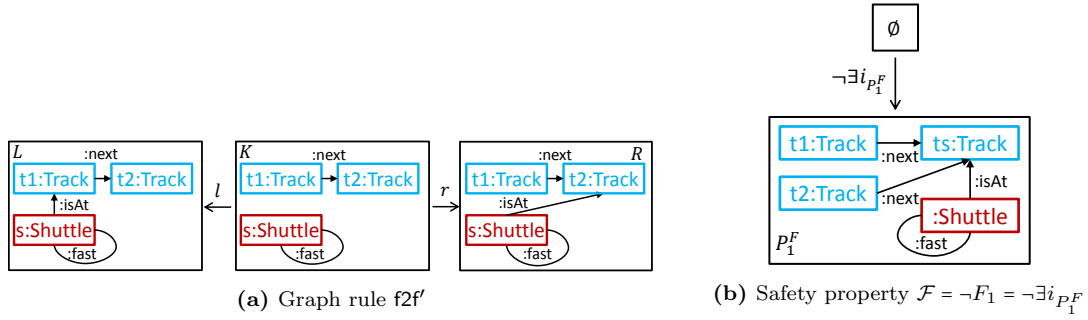 ∅
¬∃i_{P_1^F}
t1:Track
ts:Track
:next
:isAt
t2:Track
:next
:Shuttle
:fast
P_1^F
L
:next
t1:Track
t2:Track
:isAt
s:Shuttle
:fast
l
K
:next
t1:Track
t2:Track
s:Shuttle
:fast
r
R
:next
t1:Track
t2:Track
:isAt
s:Shuttle
:fast
(a) Graph rule f2f′
(b) Safety property ℱ = ¬F_1 = ¬∃i_{P_1^F}